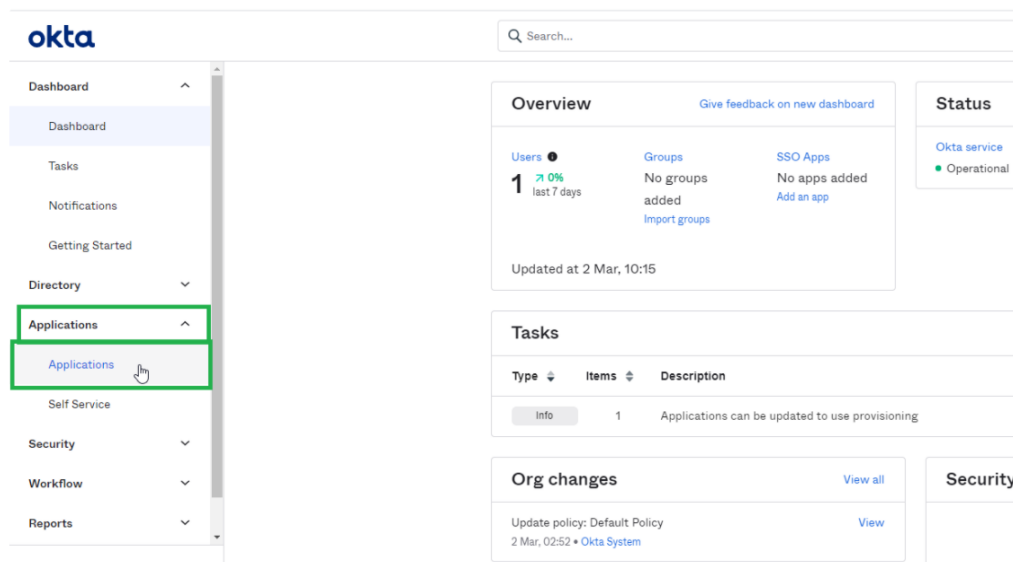 okta
Search...
Dashboard
Dashboard
Tasks
Notifications
Getting Started
Directory
Applications
Applications
Self Service
Security
Workflow
Reports
Overview
Give feedback on new dashboard
Users
1
0%
last 7 days
Groups
No groups
added
Import groups
SSO Apps
No apps added
Add an app
Updated at 2 Mar, 10:15
Status
Okta service
Operational
Tasks
Type Items Description
Info 1 Applications can be updated to use provisioning
Org changes
View all
Update policy: Default Policy
View
2 Mar, 02:52 • Okta System
Security